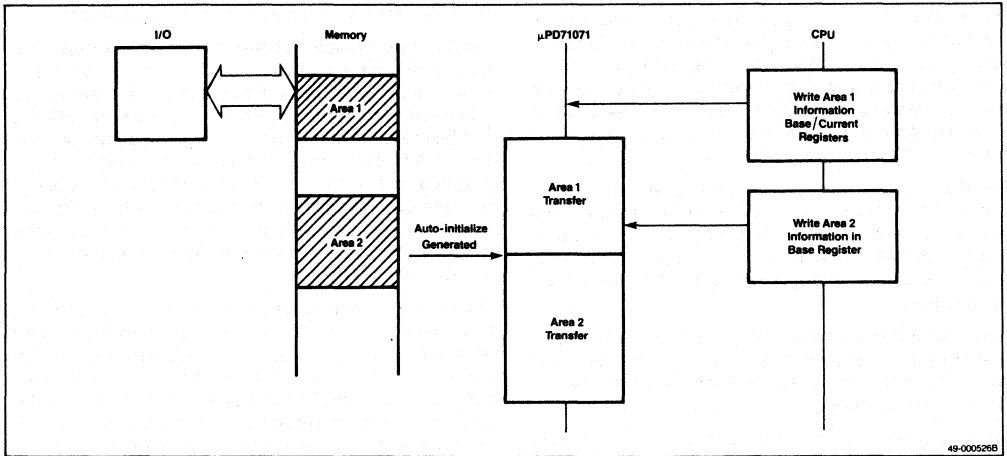 I/O
Memory
μPD71071
CPU
Area 1
Write Area 1
Information
Base/Current
Registers
Area 1
Transfer
Area 2
Auto-initialize
Generated
Write Area 2
Information in
Base Register
Area 2
Transfer
49-000526B